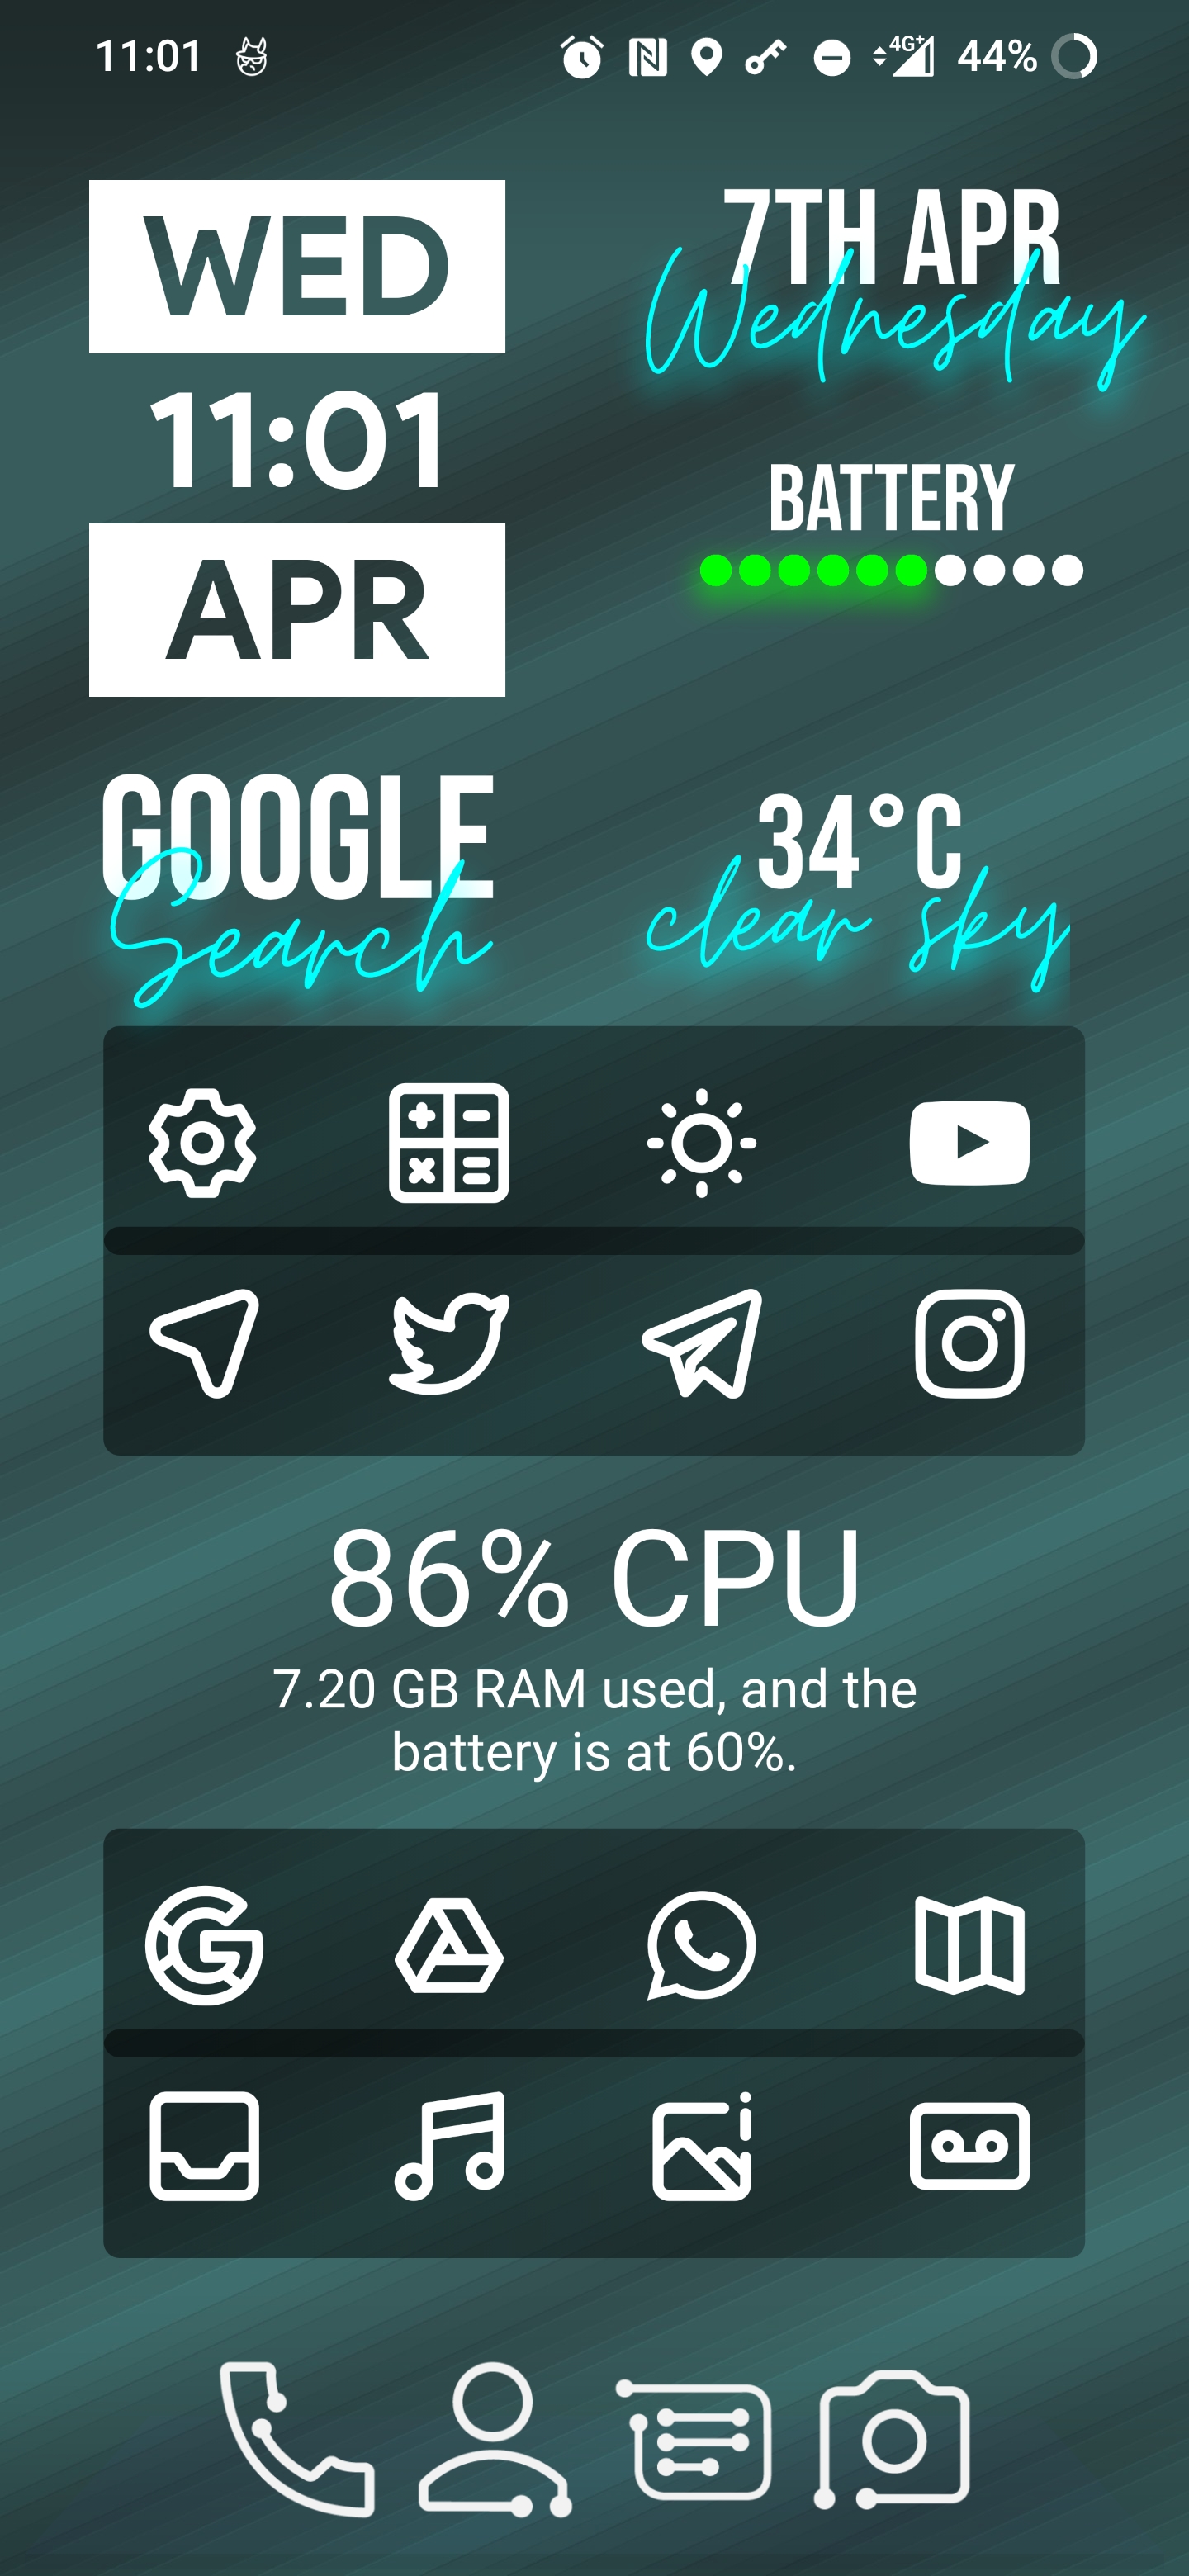 11:01 4G+ 44%
WED
11:01
APR
7TH APR
Wednesday
BATTERY
GOOGLE
Search
34°C
clear sky
86% CPU
7.20 GB RAM used, and the
battery is at 60%.